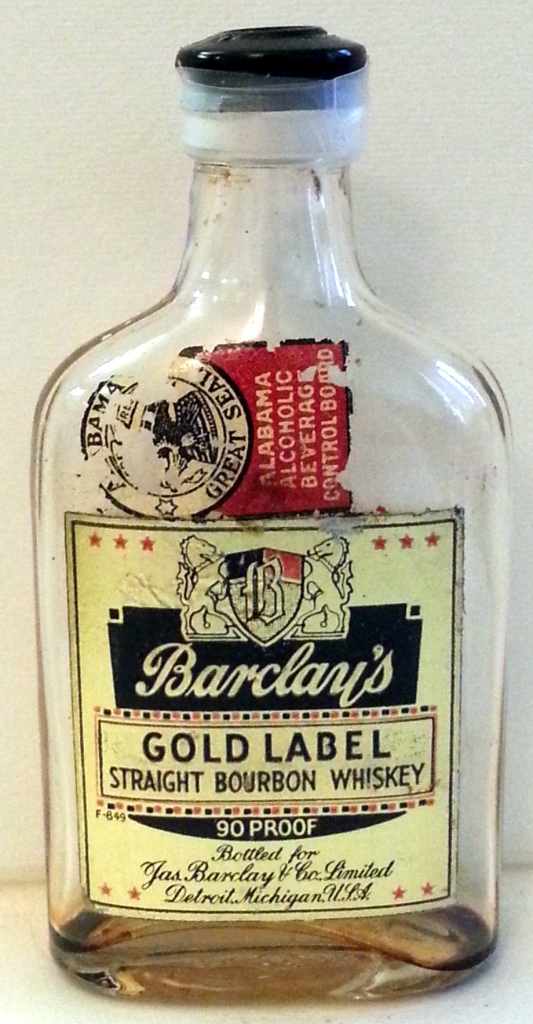 BAMA
GREAT SEAL
ALABAMA
ALCOHOLIC
BEVERAGE
CONTROL BOARD
B
Barclay's
GOLD LABEL
STRAIGHT BOURBON WHISKEY
F-849
90 PROOF
Bottled for
Jas. Barclay & Co. Limited
Detroit, Michigan, U.S.A.